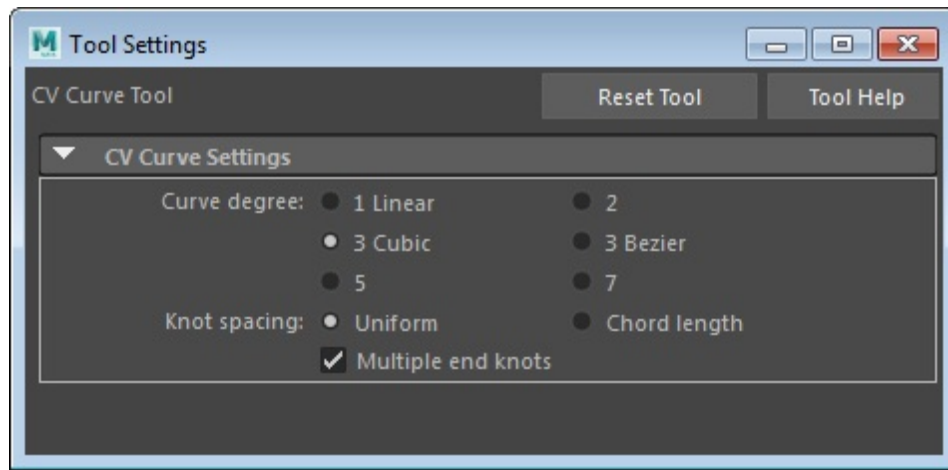 Tool Settings
CV Curve Tool Reset Tool Tool Help
CV Curve Settings
Curve degree: 1 Linear 2
3 Cubic 3 Bezier
5 7
Knot spacing: Uniform Chord length
Multiple end knots